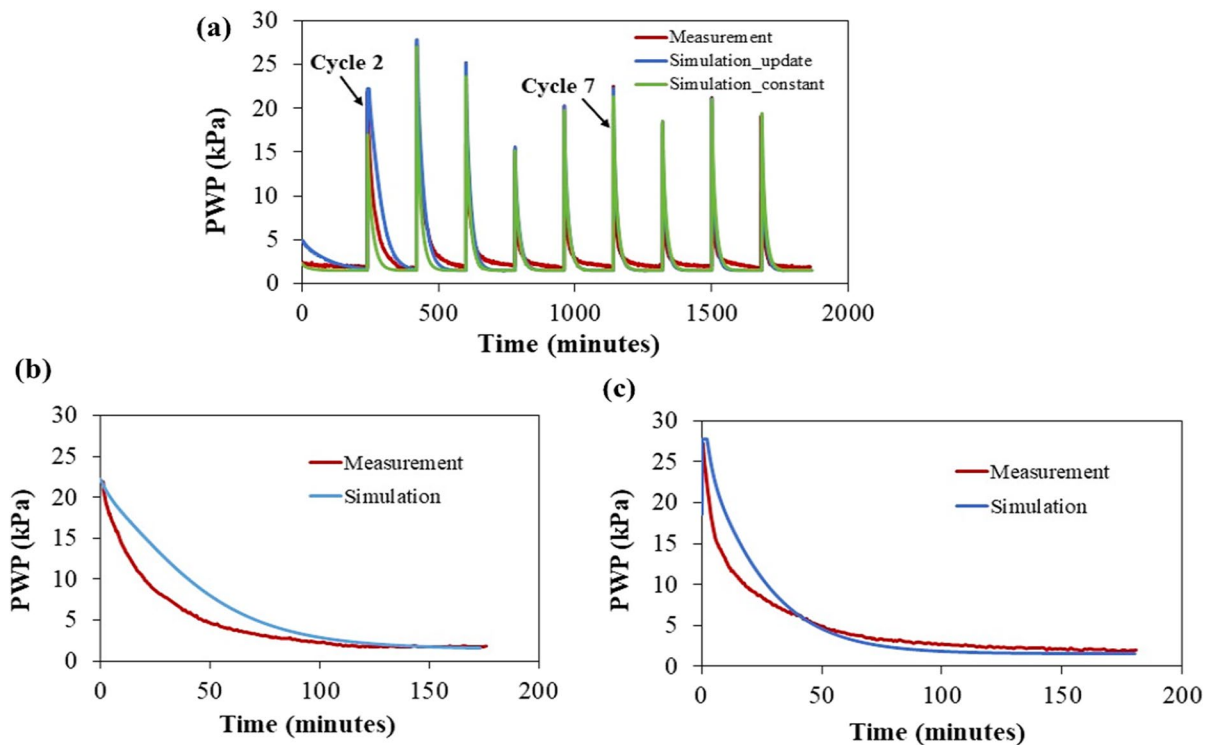 (a)
30
25
20
15
10
5
0
PWP (kPa)
Cycle 2
Cycle 7
Measurement
Simulation_update
Simulation_constant
0
500
1000
1500
2000
Time (minutes)
(b)
30
25
20
15
10
5
0
PWP (kPa)
Measurement
Simulation
0
50
100
150
200
Time (minutes)
(c)
30
25
20
15
10
5
0
PWP (kPa)
Measurement
Simulation
0
50
100
150
200
Time (minutes)